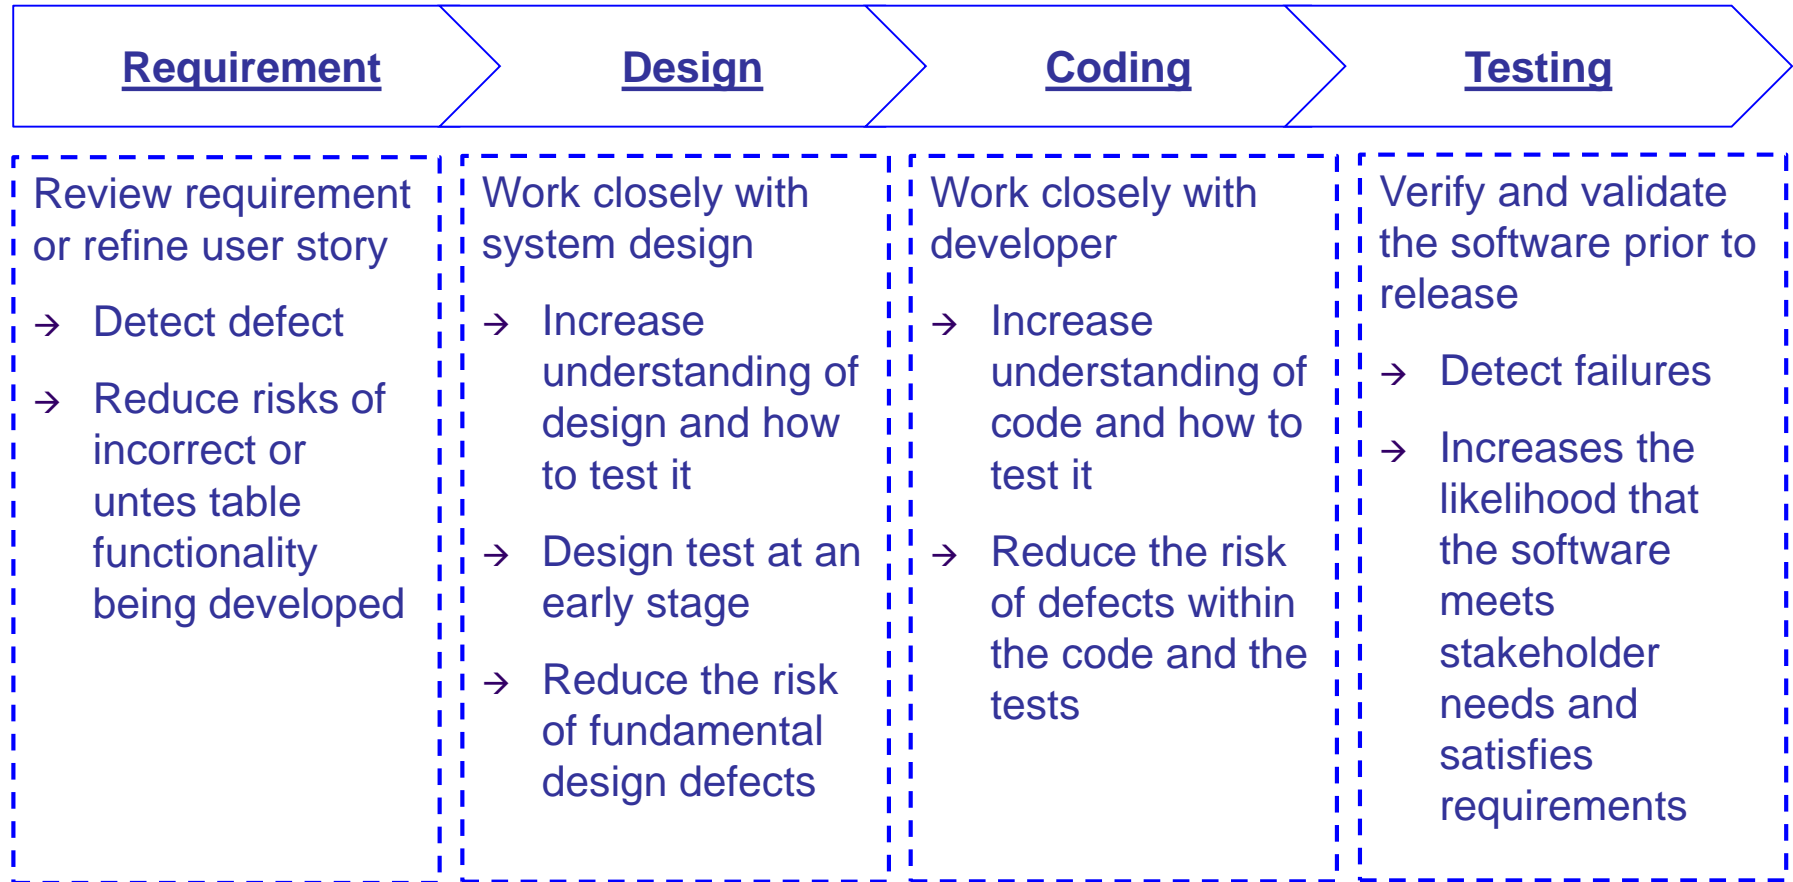 Requirement
Design
Coding
Testing
Review requirement
or refine user story
→ Detect defect
→ Reduce risks of
incorrect or
untes table
functionality
being developed
Work closely with
system design
→ Increase
understanding of
design and how
to test it
→ Design test at an
early stage
→ Reduce the risk
of fundamental
design defects
Work closely with
developer
→ Increase
understanding of
code and how to
test it
→ Reduce the risk
of defects within
the code and the
tests
Verify and validate
the software prior to
release
→ Detect failures
→ Increases the
likelihood that
the software
meets
stakeholder
needs and
satisfies
requirements